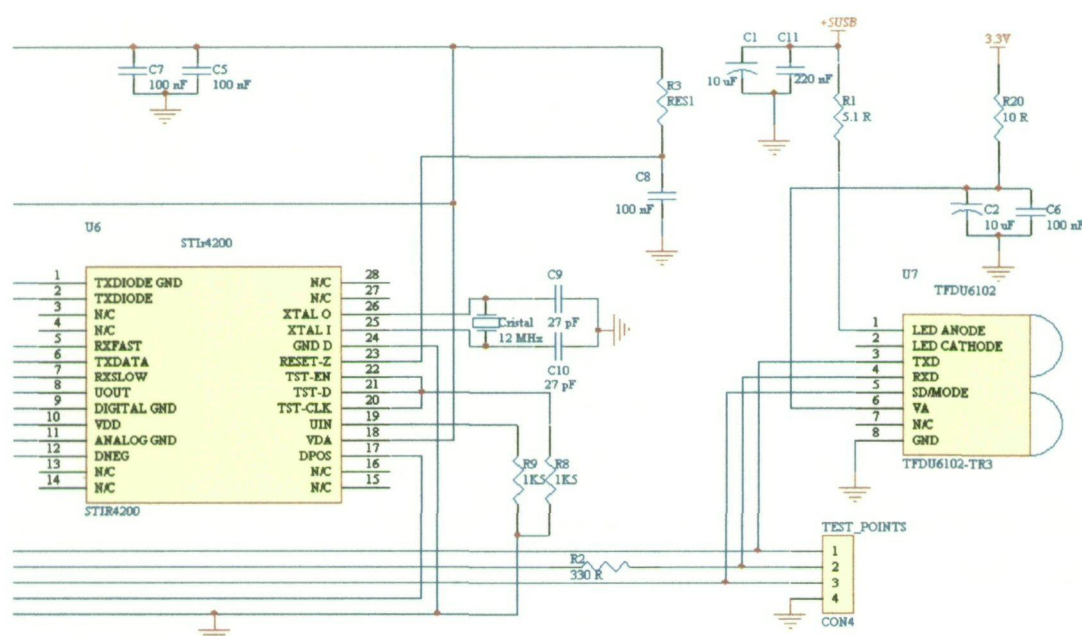 +5USB
C1
C11
3.3V
C7
100 nF
C5
100 nF
R3
RES1
10 uF
220 nF
R1
5.1 R
R20
10 R
C8
100 nF
C2
10 uF
C6
100 nF
U6
STIr4200
U7
TFDU6102
1 TXDIODE GND
2 TXDIODE
3 N/C
4 N/C
5 RXFAST
6 TXDATA
7 RXSLOW
8 UOUT
9 DIGITAL GND
10 VDD
11 ANALOG GND
12 DNEG
13 N/C
14 N/C
N/C 28
N/C 27
XTAL O 26
XTAL I 25
GND D 24
RESET-Z 23
TST-EN 22
TST-D 21
TST-CLK 20
UIN 19
VDA 18
DPOS 17
N/C 16
N/C 15
STIR4200
C9
27 pF
Cristal
12 MHz
C10
27 pF
1 LED ANODE
2 LED CATHODE
3 TXD
4 RXD
5 SD/MODE
6 VA
7 N/C
8 GND
TFDU6102-TR3
R9
1K5
R8
1K5
R2
330 R
TEST_POINTS
1
2
3
4
CON4